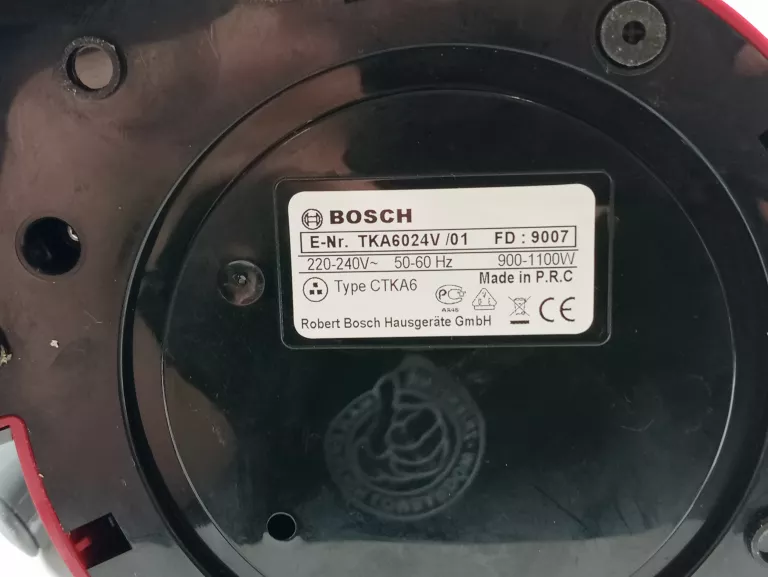 BOSCH
E-Nr. TKA6024V /01 FD : 9007
220-240V~ 50-60 Hz 900-1100W
Type CTKA6 Made in P.R.C
Robert Bosch Hausgeräte GmbH
CE